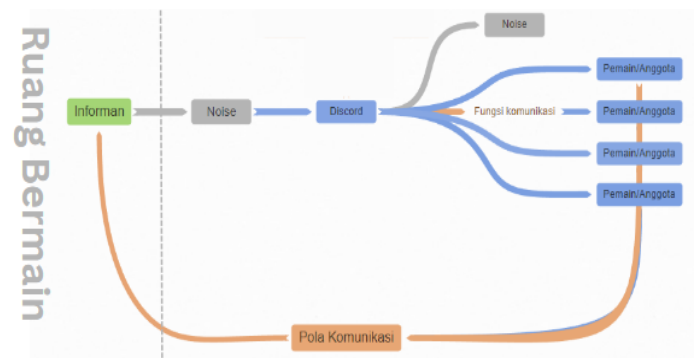 Ruang Bermain
Noise
Pemain/Anggota
Informan
Noise
Discord
Fungsi komunikasi
Pemain/Anggota
Pemain/Anggota
Pemain/Anggota
Pola Komunikasi